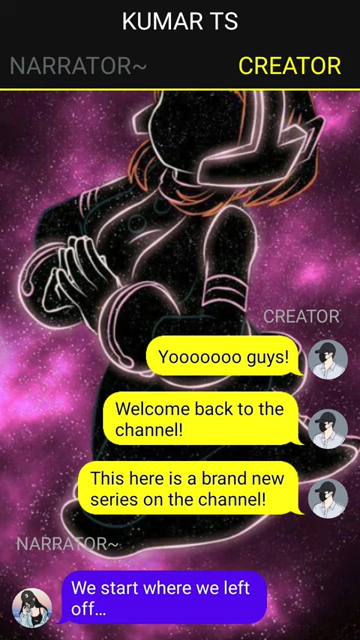 KUMAR TS
NARRATOR~ CREATOR
CREATOR
Yooooooo guys!
Welcome back to the
channel!
This here is a brand new
series on the channel!
NARRATOR~
We start where we left
off...